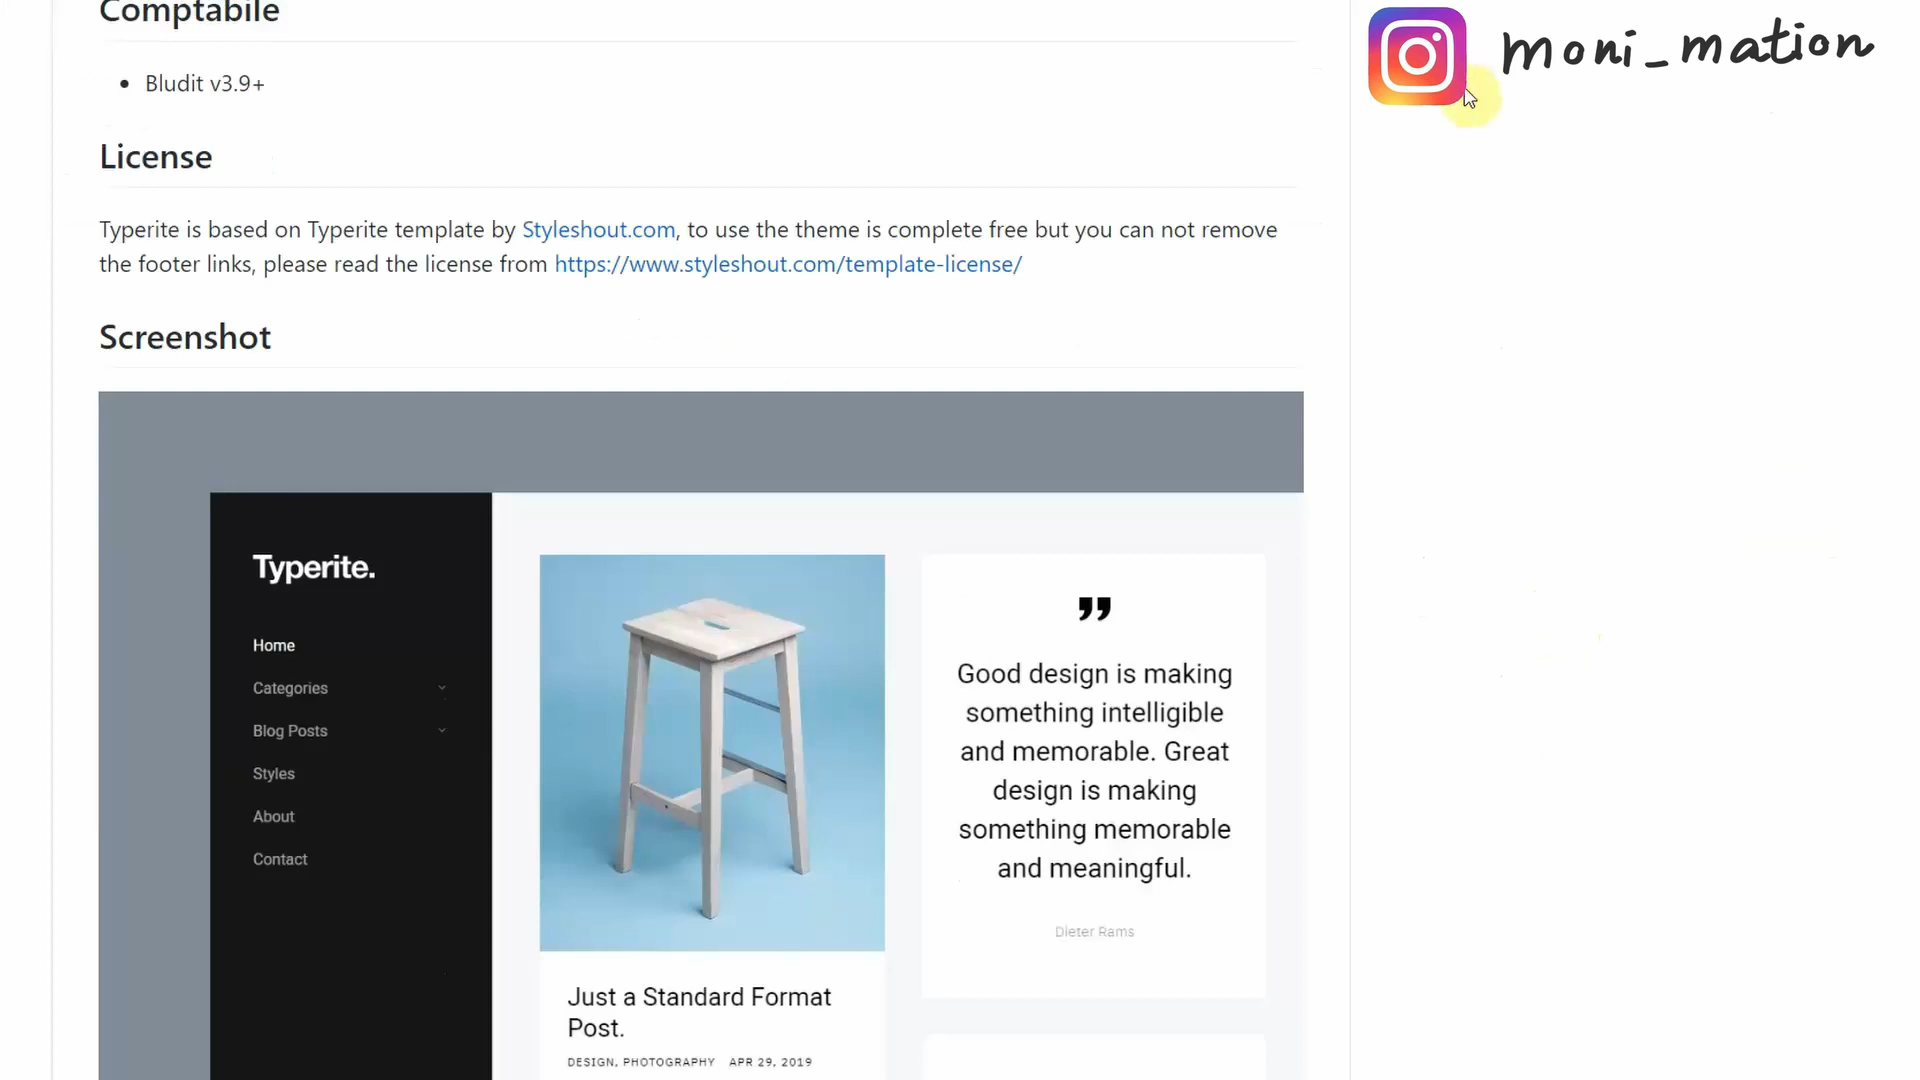 Comptabile
moni_mation
Bludit v3.9+
License
Typerite is based on Typerite template by Styleshout.com, to use the theme is complete free but you can not remove
the footer links, please read the license from https://www.styleshout.com/template-license/
Screenshot
Typerite.
Home
Categories
Blog Posts
Styles
About
Contact
Good design is making
something intelligible
and memorable. Great
design is making
something memorable
and meaningful.
Dieter Rams
Just a Standard Format
Post.
DESIGN, PHOTOGRAPHY APR 29, 2019